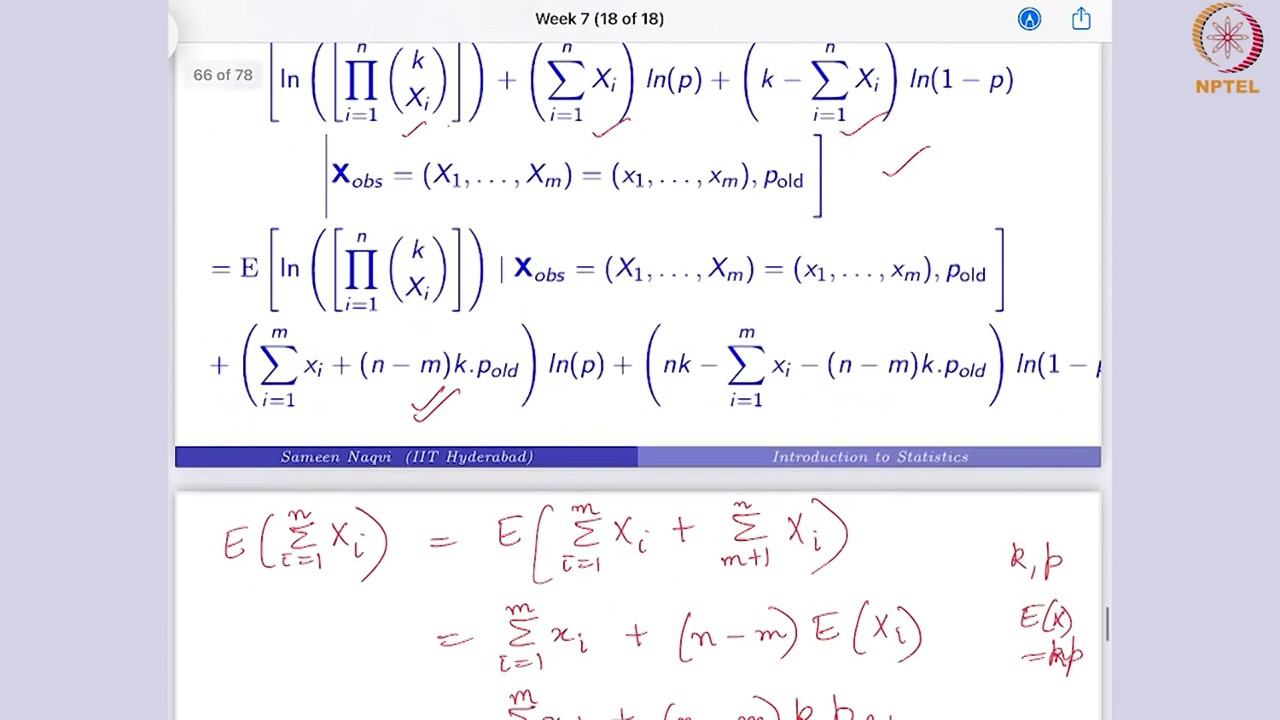 Week 7 (18 of 18)
NPTEL
66 of 78
[ln([∏_{i=1}^{n} (k X_i)]) + (∑_{i=1}^{n} X_i) ln(p) + (k − ∑_{i=1}^{n} X_i) ln(1 − p)
| X_obs = (X_1, . . . , X_m) = (x_1, . . . , x_m), p_old ]
= E [ln([∏_{i=1}^{n} (k X_i)]) | X_obs = (X_1, . . . , X_m) = (x_1, . . . , x_m), p_old ]
+ (∑_{i=1}^{m} x_i + (n − m)k.p_old) ln(p) + (nk − ∑_{i=1}^{m} x_i − (n − m)k.p_old) ln(1 −
Sameen Naqvi (IIT Hyderabad) Introduction to Statistics
E(∑_{i=1}^{n} X_i) = E[∑_{i=1}^{m} X_i + ∑_{m+1}^{n} X_i)
k, p
= ∑_{i=1}^{m} x_i + (n − m) E(X_i)
E(X)
= kp